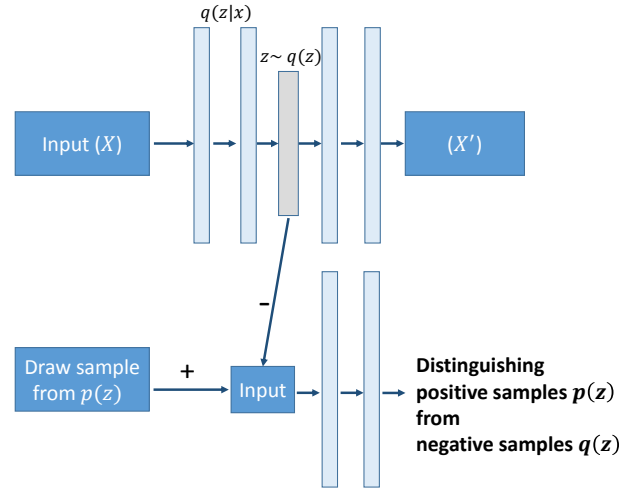 q(z|x)
z~ q(z)
Input (X)
(X′)
-
Draw sample
from p(z)
+
Input
Distinguishing
positive samples p(z)
from
negative samples q(z)